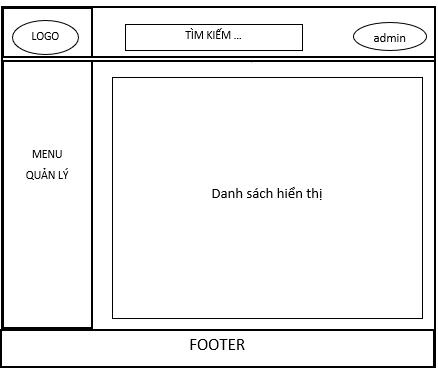 LOGO
TÌM KIẾM ...
admin
MENU
QUẢN LÝ
Danh sách hiển thị
FOOTER